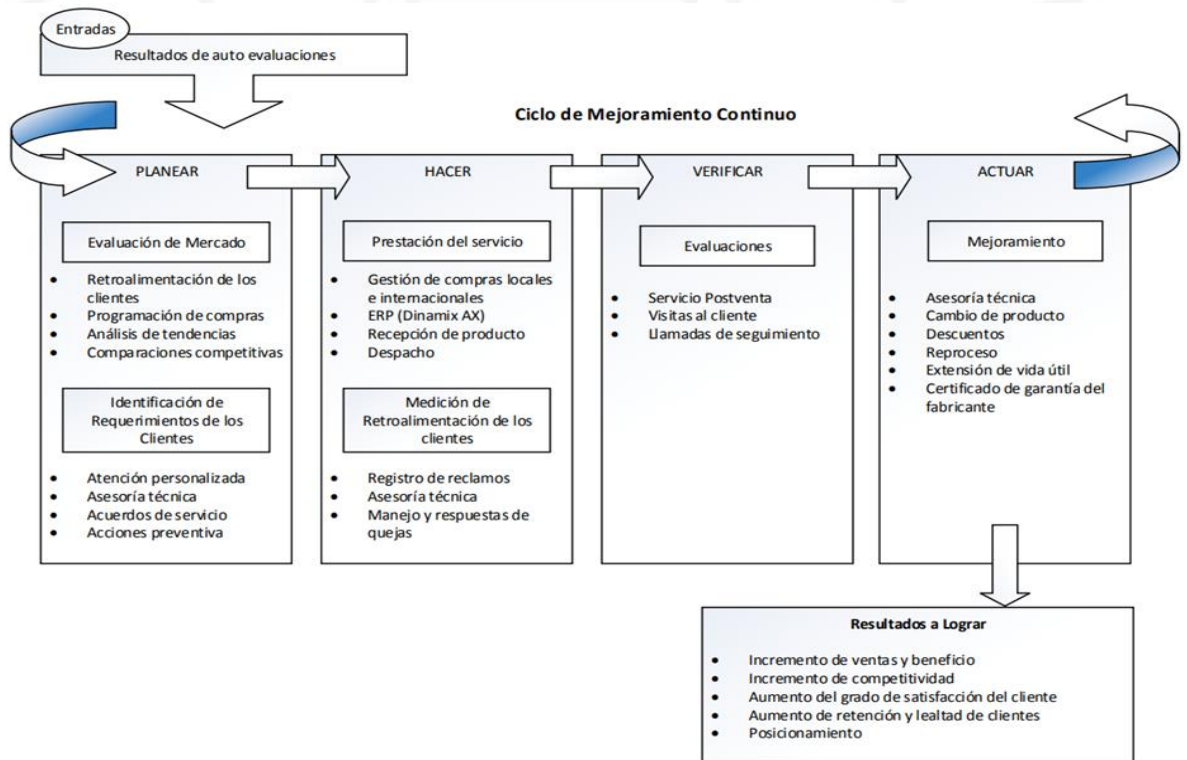 Entradas
Resultados de auto evaluaciones
Ciclo de Mejoramiento Continuo
PLANEAR
Evaluación de Mercado
• Retroalimentación de los
clientes
• Programación de compras
• Análisis de tendencias
• Comparaciones competitivas
Identificación de
Requerimientos de los
Clientes
• Atención personalizada
• Asesoría técnica
• Acuerdos de servicio
• Acciones preventiva
HACER
Prestación del servicio
• Gestión de compras locales
e internacionales
• ERP (Dinamix AX)
• Recepción de producto
• Despacho
Medición de
Retroalimentación de los
clientes
• Registro de reclamos
• Asesoría técnica
• Manejo y respuestas de
quejas
VERIFICAR
Evaluaciones
• Servicio Postventa
• Visitas al cliente
• Llamadas de seguimiento
ACTUAR
Mejoramiento
• Asesoría técnica
• Cambio de producto
• Descuentos
• Reproceso
• Extensión de vida útil
• Certificado de garantía del
fabricante
Resultados a Lograr
• Incremento de ventas y beneficio
• Incremento de competitividad
• Aumento del grado de satisfacción del cliente
• Aumento de retención y lealtad de clientes
• Posicionamiento